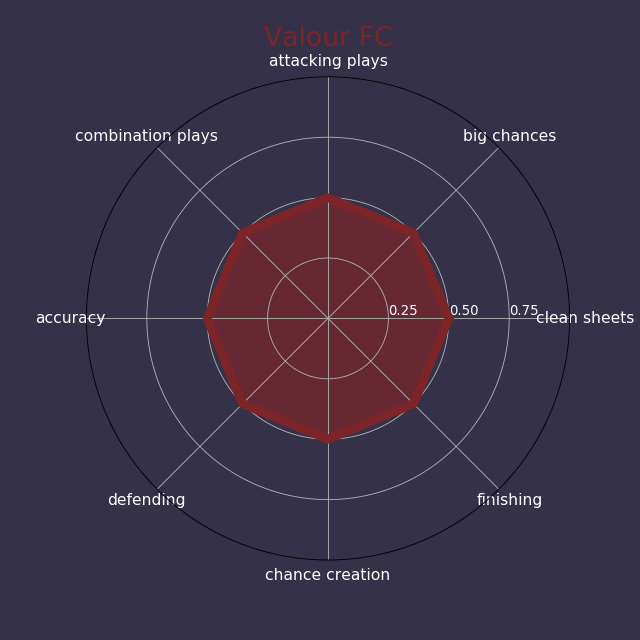 Valour FC
attacking plays
combination plays
big chances
0.25
0.50
0.75
accuracy
clean sheets
defending
finishing
chance creation